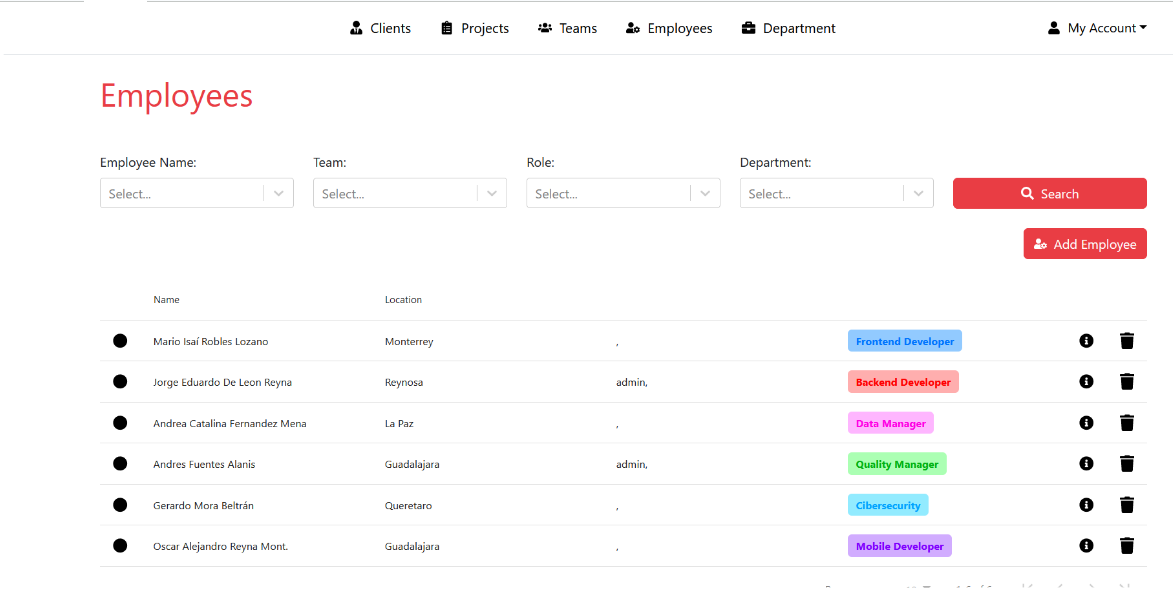 Clients Projects Teams Employees Department My Account
Employees
Employee Name: Team: Role: Department:
Select... Select... Select... Select... Search
Add Employee
Name Location
Mario Isaí Robles Lozano Monterrey , Frontend Developer
Jorge Eduardo De Leon Reyna Reynosa admin, Backend Developer
Andrea Catalina Fernandez Mena La Paz , Data Manager
Andres Fuentes Alanis Guadalajara admin, Quality Manager
Gerardo Mora Beltrán Queretaro , Cibersecurity
Oscar Alejandro Reyna Mont. Guadalajara , Mobile Developer